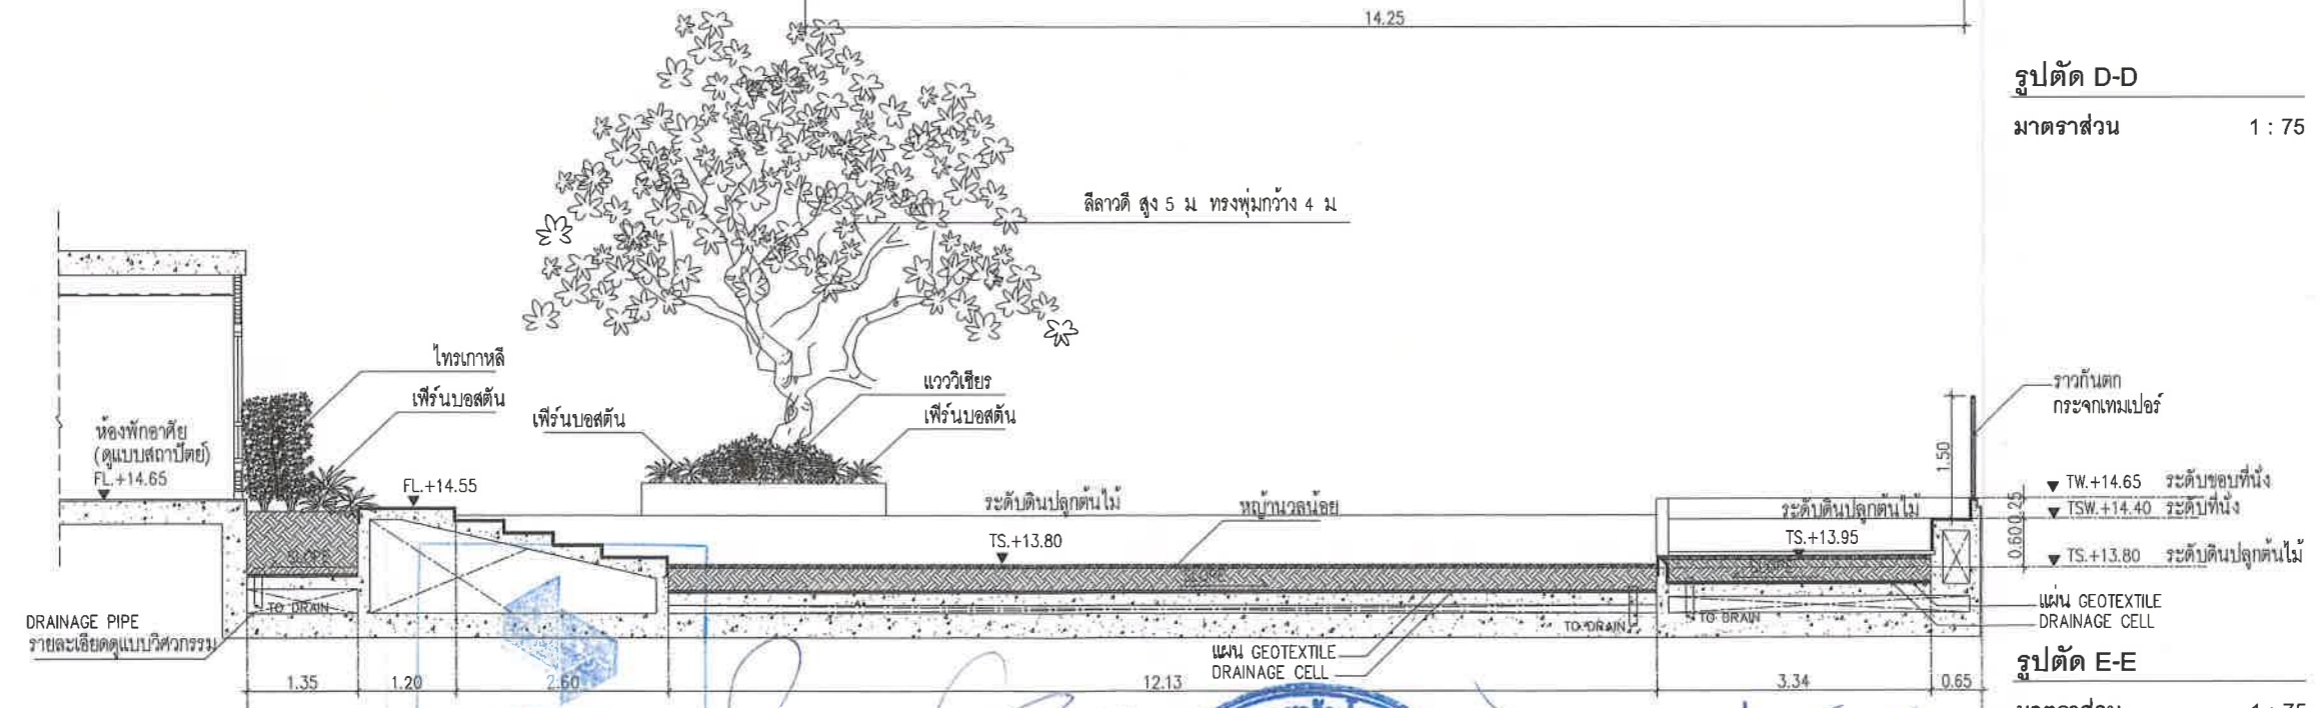 14.25
รูปตัด D-D
มาตราส่วน 1 : 75
ลีลาวดี สูง 5 ม. ทรงพุ่มกว้าง 4 ม.
ไทรเกาหลี
เฟิร์นบอสตัน
เฟิร์นบอสตัน
แววิเชียร
เฟิร์นบอสตัน
ราวกันตก
กระจกเทมเปอร์
ห้องพักอาศัย
(ดูแบบสถาปัตย์)
FL.+14.65
FL.+14.55
1.50
ระดับดินปลูกต้นไม้
หญ้านวลน้อย
TS.+13.80
ระดับดินปลูกต้นไม้
TS.+13.95
0.25
0.60
TW.+14.65 ระดับขอบที่นั่ง
TSW.+14.40 ระดับที่นั่ง
TS.+13.80 ระดับดินปลูกต้นไม้
SLOPE
SLOPE
SLOPE
TO DRAIN
TO DRAIN
TO DRAIN
DRAINAGE PIPE
รายละเอียดดูแบบวิศวกรรม
แผ่น GEOTEXTILE
DRAINAGE CELL
แผ่น GEOTEXTILE
DRAINAGE CELL
1.35
1.20
2.60
12.13
3.34
0.65
รูปตัด E-E
มาตราส่วน 1 : 75